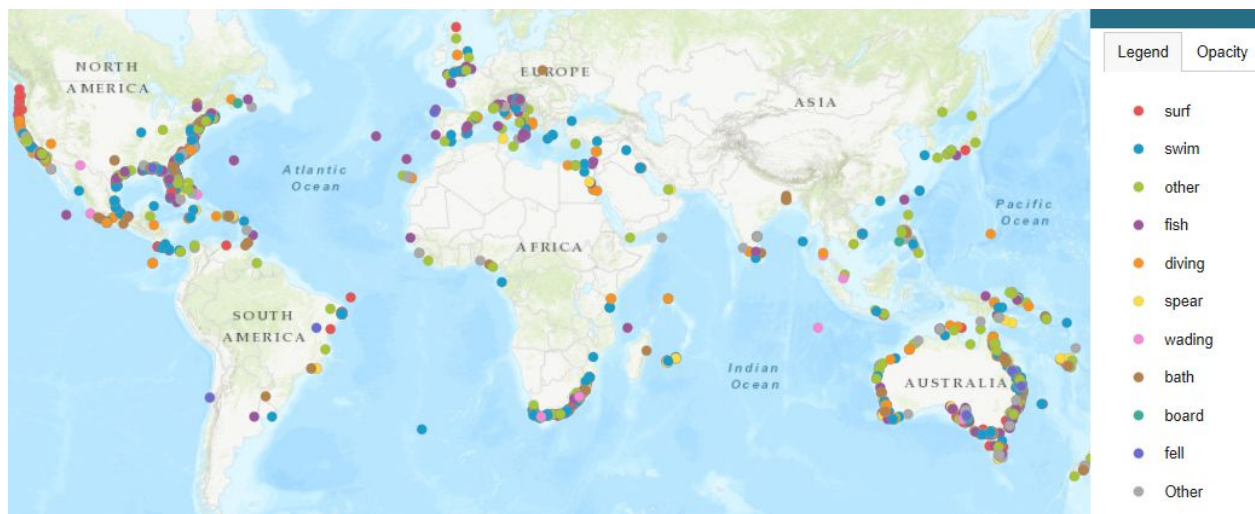 NORTH
AMERICA
EUROPE
ASIA
Atlantic
Ocean
Pacific
Ocean
AFRICA
SOUTH
AMERICA
Indian
Ocean
AUSTRALIA
Legend
Opacity
surf
swim
other
fish
diving
spear
wading
bath
board
fell
Other